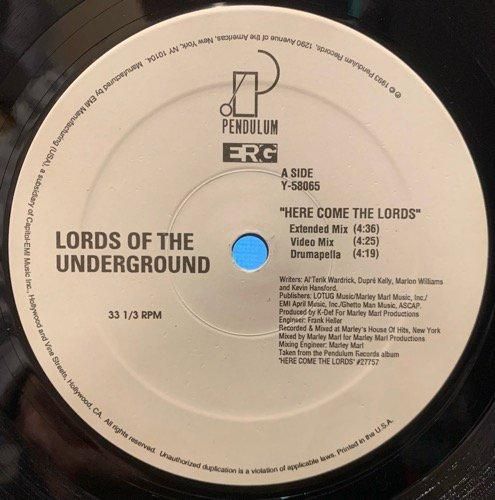 PENDULUM
ERG
A SIDE
Y-58065
"HERE COME THE LORDS"
Extended Mix (4:36)
Video Mix (4:25)
Drumapella (4:19)
LORDS OF THE
UNDERGROUND
33 1/3 RPM
Writers: Al'Terik Wardrick, Dupré Kelly, Marlon Williams
and Kevin Hansford.
Publishers: LOTUG Music/Marley Marl Music, Inc./
EMI April Music, Inc./Ghetto Man Music, ASCAP.
Produced by K-Def For Marley Marl Productions
Engineer: Frank Heller
Recorded & Mixed at Marley's House Of Hits, New York
Mixed by Marley Marl for Marley Marl Productions
Mixing Engineer: Marley Marl
Taken from the Pendulum Records album
"HERE COME THE LORDS" #27757
℗ © 1993 Pendulum Records, 1290 Avenue of the Americas, New York, NY 10104. Manufactured by EMI Manufacturing (USA), a subsidiary of Capitol-EMI Music Inc., Hollywood and Vine Streets, Hollywood, CA. All rights reserved. Unauthorized duplication is a violation of applicable laws. Printed in the U.S.A.